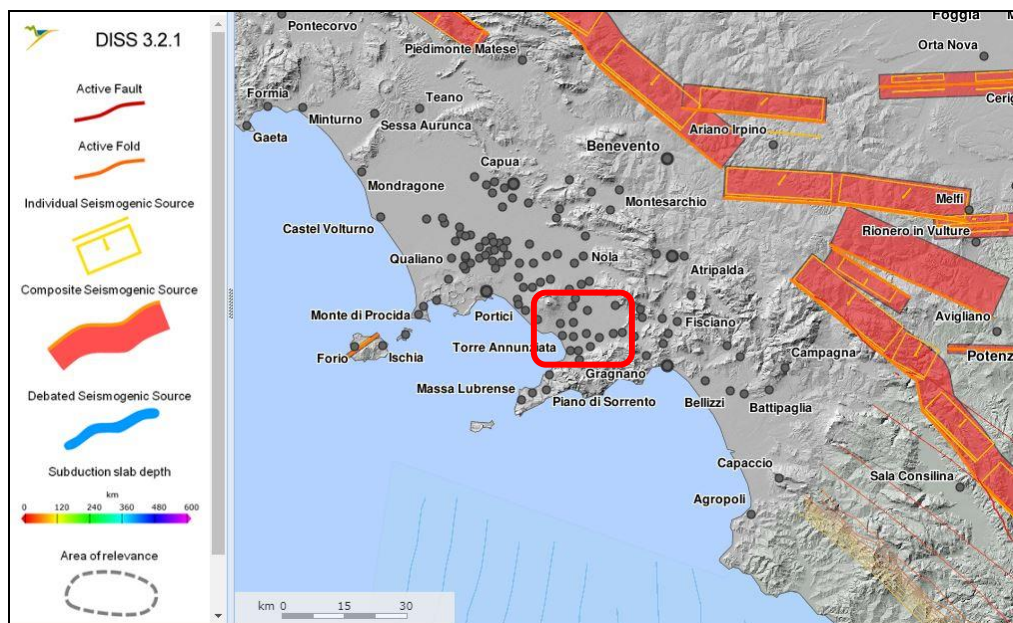 DISS 3.2.1
Active Fault
Active Fold
Individual Seismogenic Source
Composite Seismogenic Source
Debated Seismogenic Source
Subduction slab depth
km
0 120 240 360 480 600
Area of relevance
Pontecorvo
Foggia
Piedimonte Matese
Orta Nova
Formia
Teano
Cerig
Minturno
Sessa Aurunca
Gaeta
Ariano Irpino
Benevento
Capua
Mondragone
Montesarchio
Melfi
Castel Volturno
Rionero in Vulture
Qualiano
Nola
Atripalda
Monte di Procida
Portici
Fisciano
Avigliano
Forio
Ischia
Torre Annunziata
Campagna
Potenz
Gragnano
Massa Lubrense
Piano di Sorrento
Bellizzi
Battipaglia
Capaccio
Sala Consilina
Agropoli
km 0 15 30